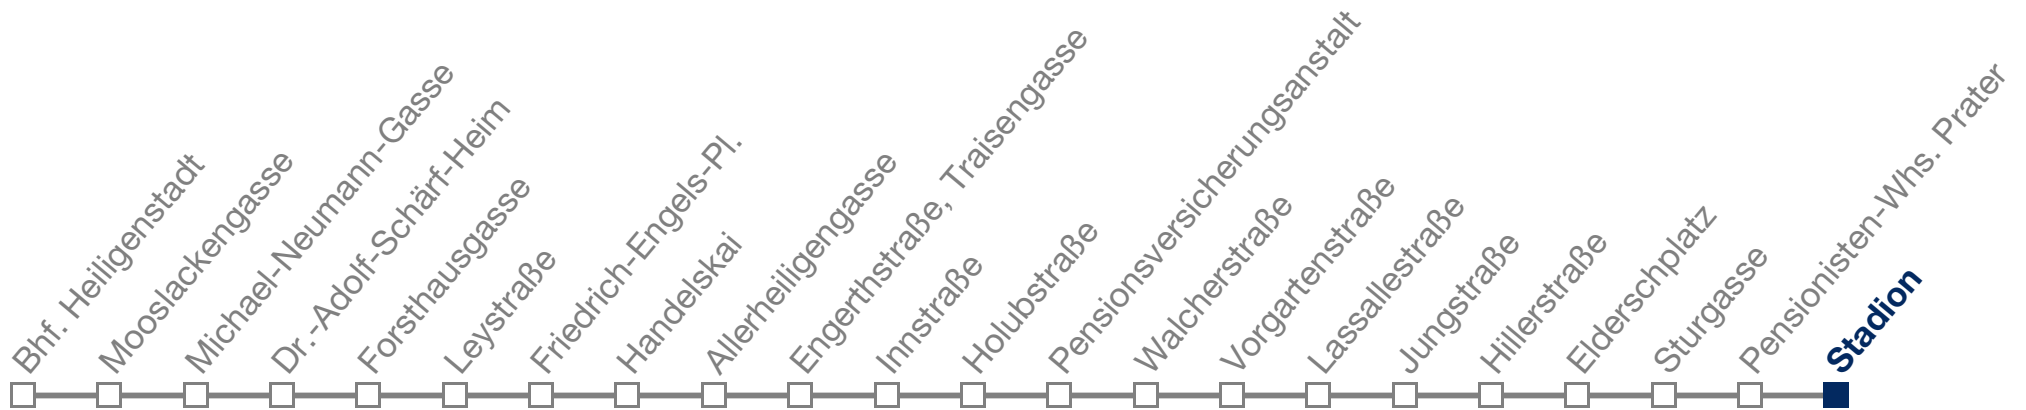 Bhf. Heiligenstadt
Mooslackengasse
Michael-Neumann-Gasse
Dr.-Adolf-Schärf-Heim
Forsthausgasse
Leystraße
Friedrich-Engels-Pl.
Handelskai
Allerheiligengasse
Engerthstraße, Traisengasse
Innstraße
Holubstraße
Pensionsversicherungsanstalt
Walcherstraße
Vorgartenstraße
Lassallestraße
Jungstraße
Hillerstraße
Elderschplatz
Sturgasse
Pensionisten-Whs. Prater
Stadion